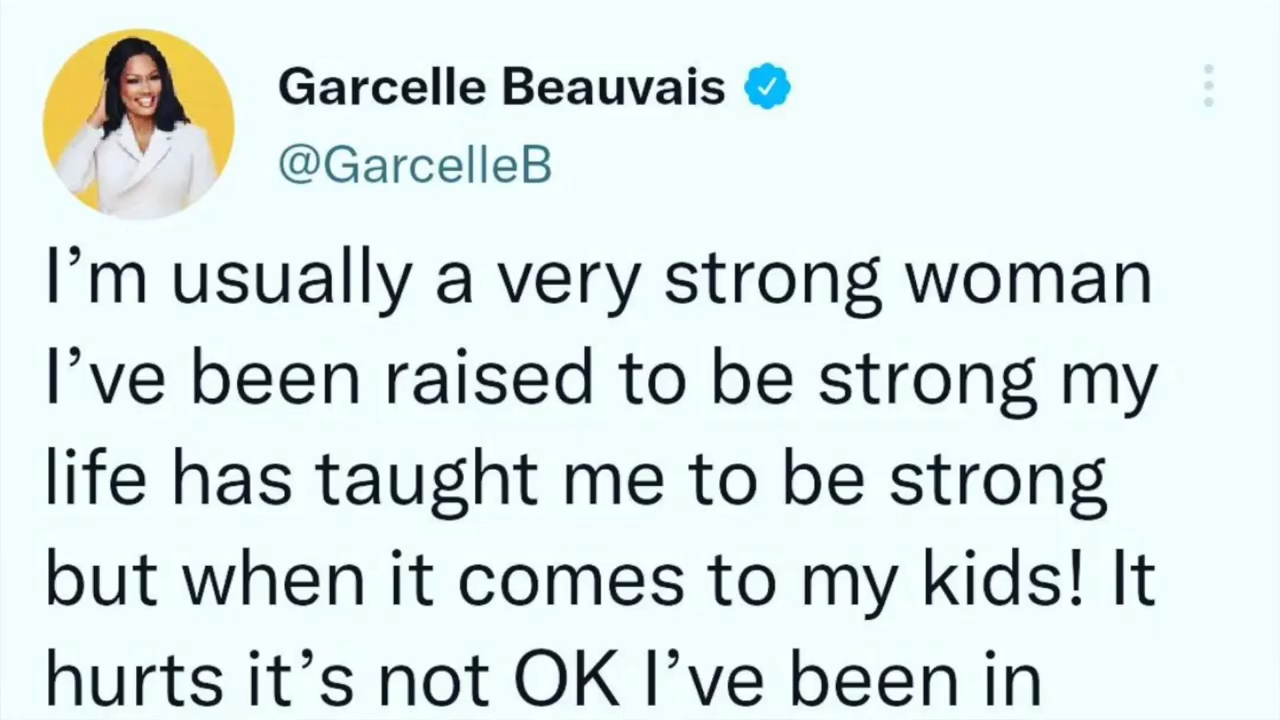 Garcelle Beauvais
@GarcelleB
I’m usually a very strong woman
I’ve been raised to be strong my
life has taught me to be strong
but when it comes to my kids! It
hurts it’s not OK I’ve been in